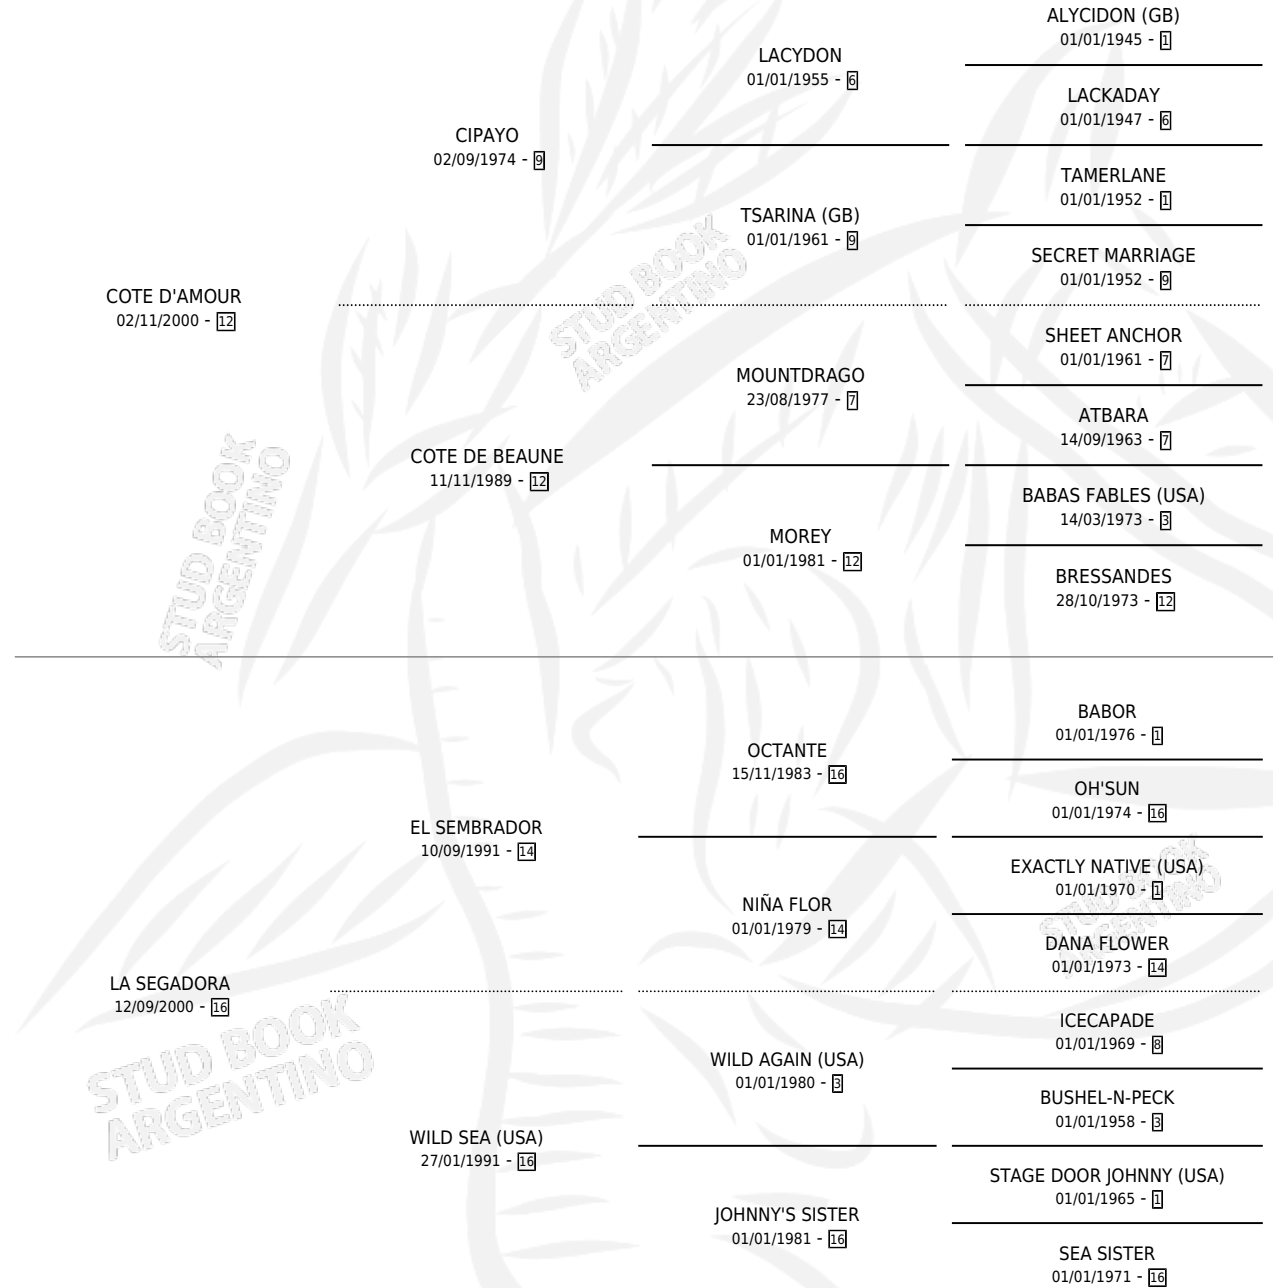 ALYCIDON (GB)
01/01/1945 - 1
LACYDON
01/01/1955 - 6
LACKADAY
01/01/1947 - 6
CIPAYO
02/09/1974 - 9
TAMERLANE
01/01/1952 - 1
TSARINA (GB)
01/01/1961 - 9
SECRET MARRIAGE
01/01/1952 - 9
COTE D'AMOUR
02/11/2000 - 12
STUD BOOK
ARGENTINO
SHEET ANCHOR
01/01/1961 - 7
MOUNTDRAGO
23/08/1977 - 7
ATBARA
14/09/1963 - 7
COTE DE BEAUNE
11/11/1989 - 12
BABAS FABLES (USA)
14/03/1973 - 3
MOREY
01/01/1981 - 12
BRESSANDES
28/10/1973 - 12
STUD BOOK
ARGENTINO
BABOR
01/01/1976 - 1
OCTANTE
15/11/1983 - 16
OH'SUN
01/01/1974 - 16
EL SEMBRADOR
10/09/1991 - 14
EXACTLY NATIVE (USA)
01/01/1970 - 1
NIÑA FLOR
01/01/1979 - 14
STUD BOOK
ARGENTINO
DANA FLOWER
01/01/1973 - 14
LA SEGADORA
12/09/2000 - 16
ICECAPADE
01/01/1969 - 8
WILD AGAIN (USA)
01/01/1980 - 3
STUD BOOK
ARGENTINO
BUSHEL-N-PECK
01/01/1958 - 3
WILD SEA (USA)
27/01/1991 - 16
STAGE DOOR JOHNNY (USA)
01/01/1965 - 1
JOHNNY'S SISTER
01/01/1981 - 16
SEA SISTER
01/01/1971 - 16